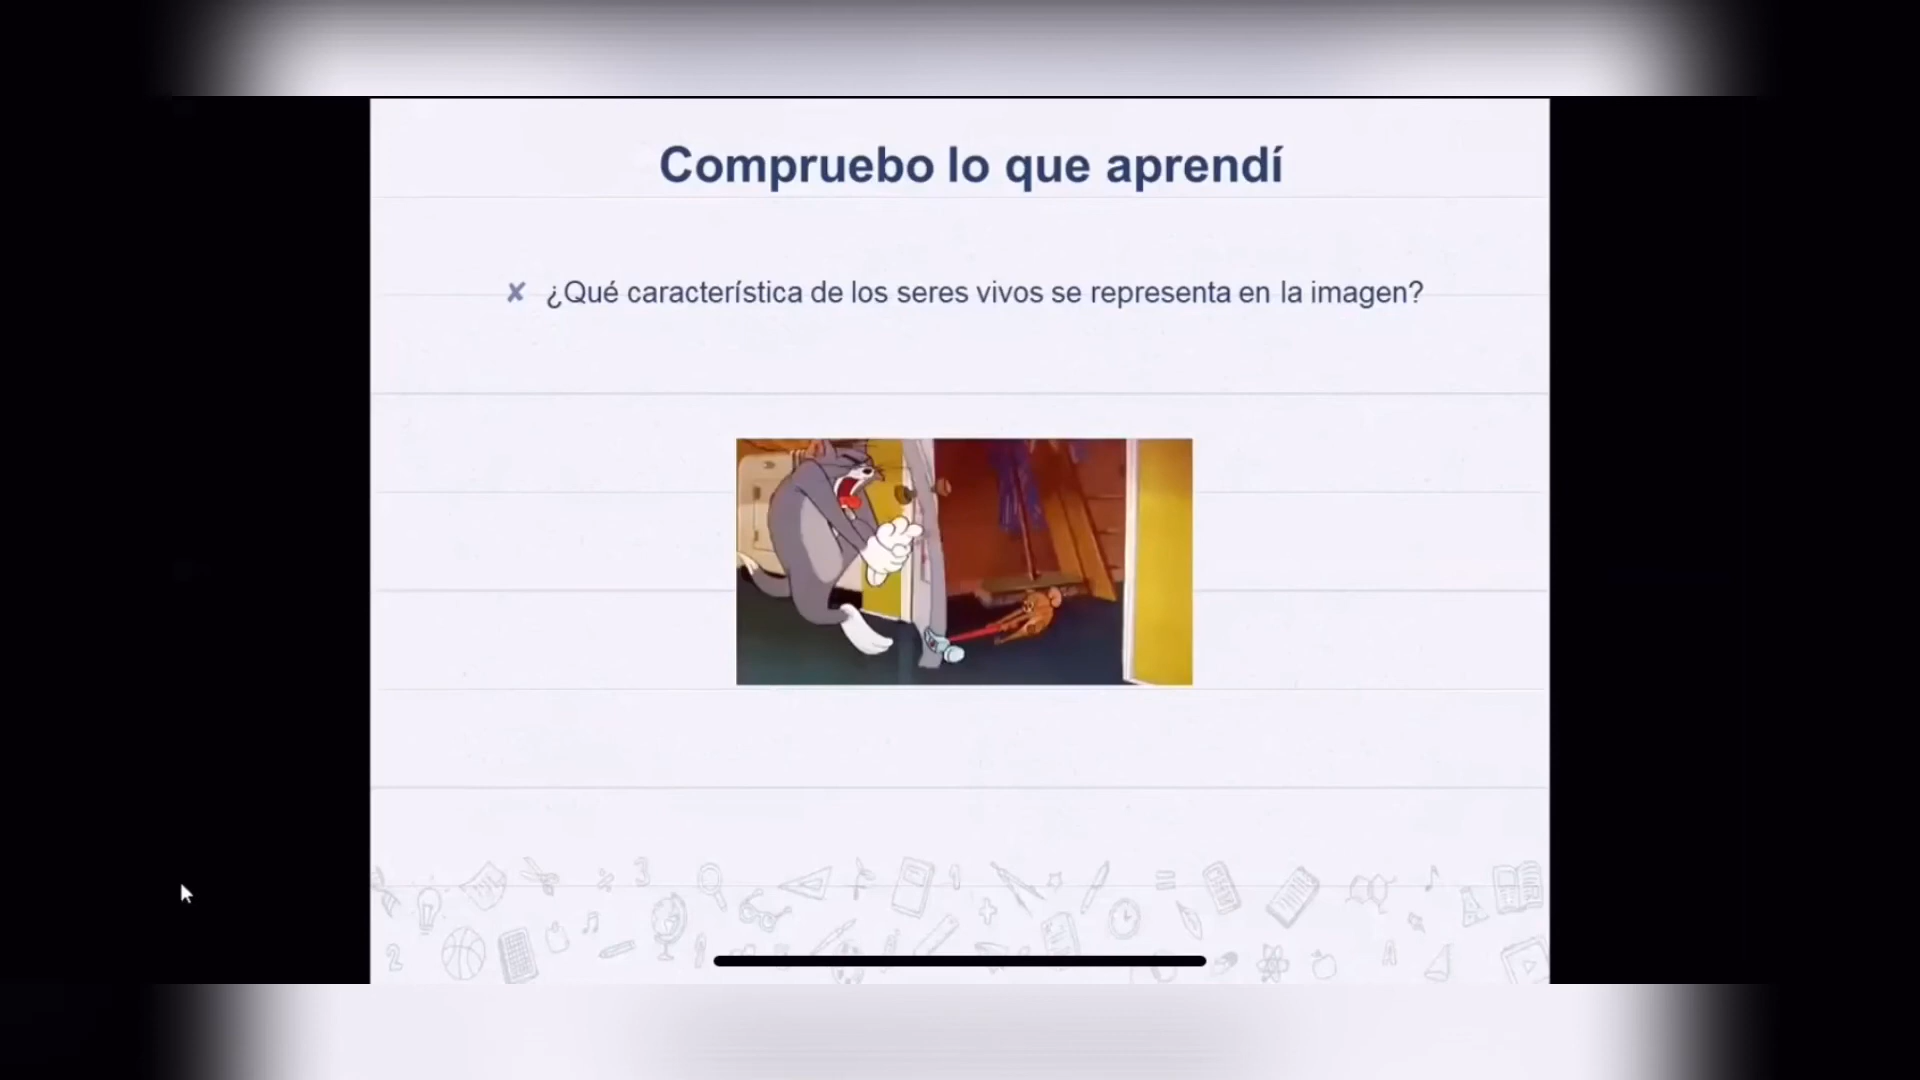 Compruebo lo que aprendí
✘ ¿Qué característica de los seres vivos se representa en la imagen?